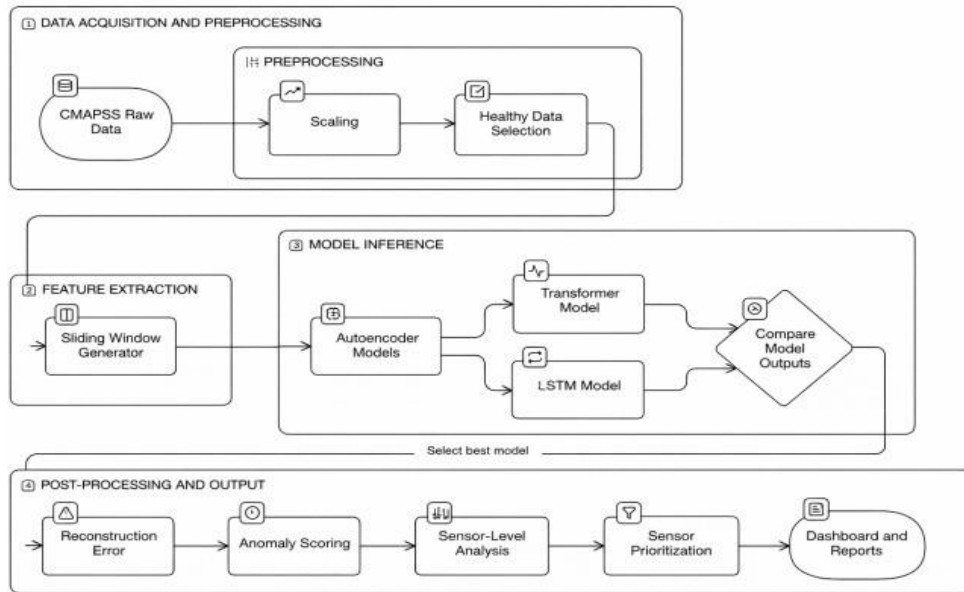 1 DATA ACQUISITION AND PREPROCESSING
PREPROCESSING
CMAPSS Raw
Data
Scaling
Healthy Data
Selection
3 MODEL INFERENCE
2 FEATURE EXTRACTION
Sliding Window
Generator
Autoencoder
Models
Transformer
Model
LSTM Model
Compare
Model
Outputs
Select best model
4 POST-PROCESSING AND OUTPUT
Reconstruction
Error
Anomaly Scoring
Sensor-Level
Analysis
Sensor
Prioritization
Dashboard and
Reports